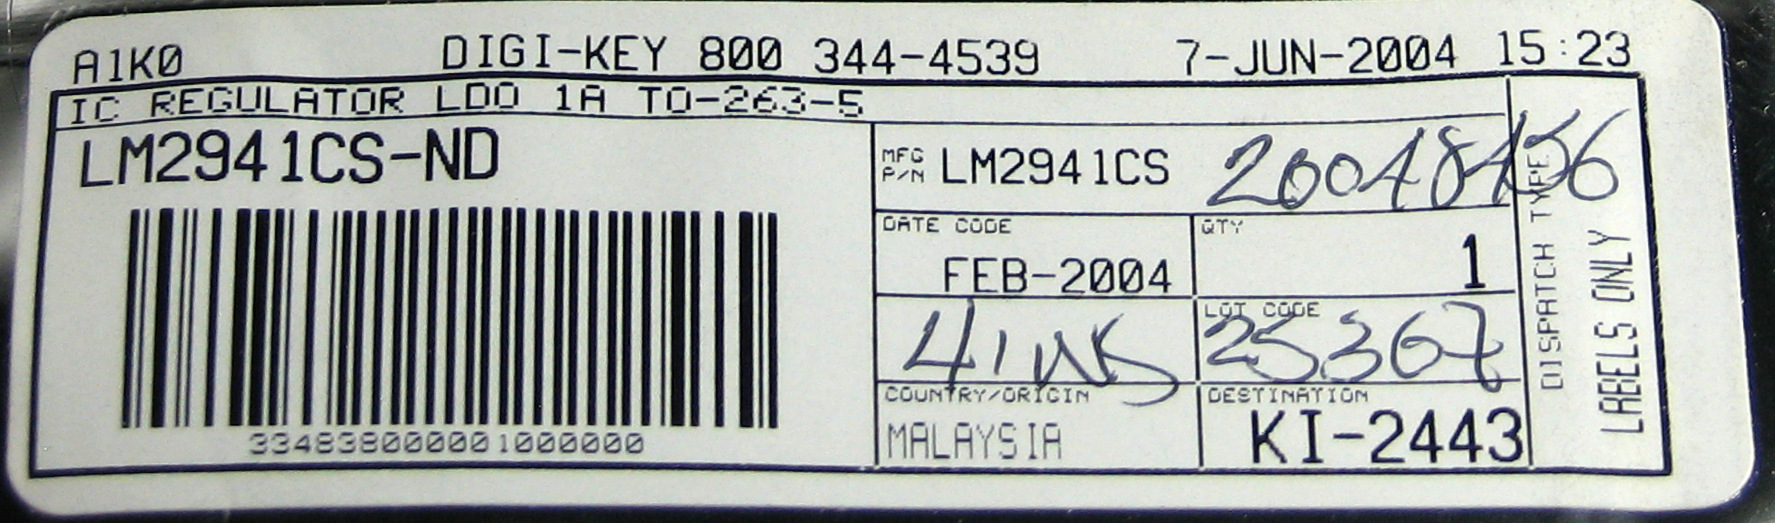 A1K0 DIGI-KEY 800 344-4539 7-JUN-2004 15:23
IC REGULATOR LDO 1A TO-263-5
LM2941CS-ND
MFG P/N LM2941CS
DATE CODE
FEB-2004
QTY
1
LOT CODE
25367
COUNTRY/ORIGIN
MALAYSIA
DESTINATION
KI-2443
334838000001000000
DISPATCH TYPE
LABELS ONLY